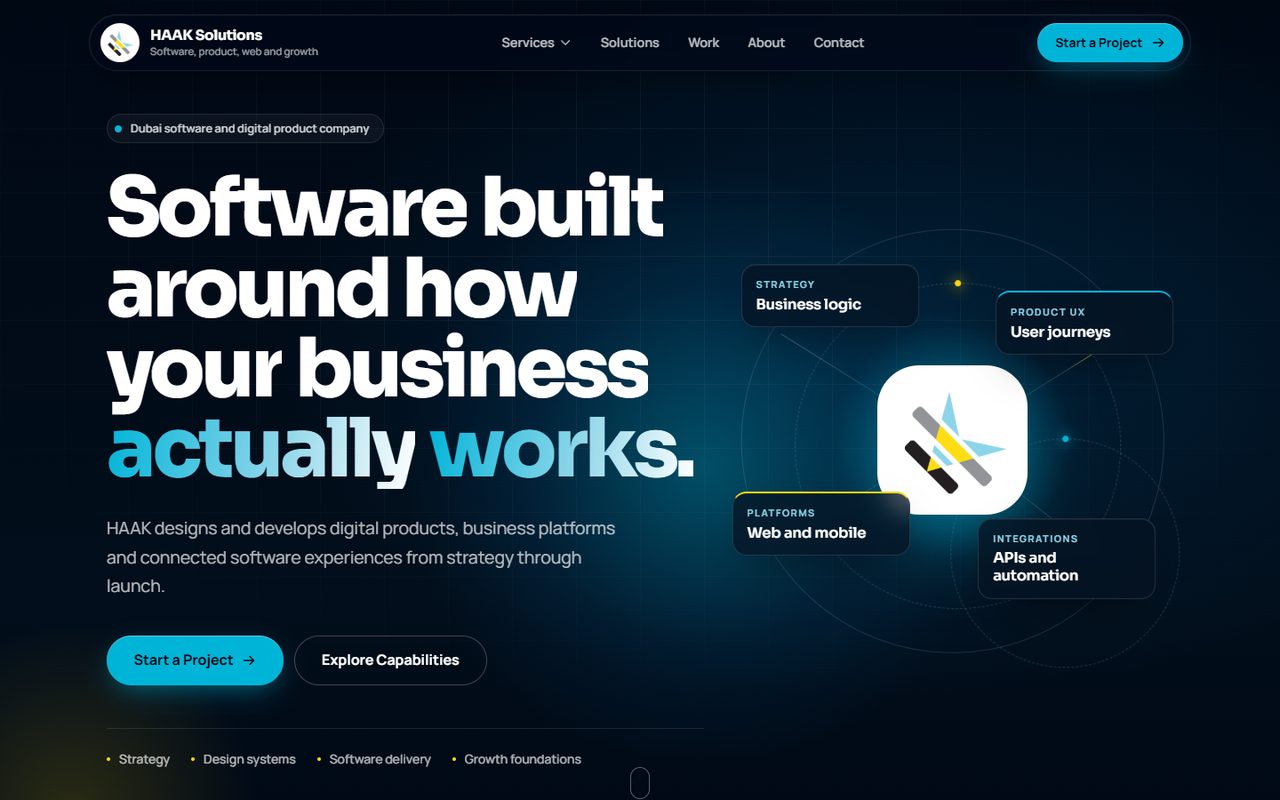 HAAK Solutions
Software, product, web and growth
Services
Solutions
Work
About
Contact
Start a Project
Dubai software and digital product company
Software built
around how
your business
actually works.
HAAK designs and develops digital products, business platforms
and connected software experiences from strategy through
launch.
Start a Project
Explore Capabilities
Strategy
Design systems
Software delivery
Growth foundations
STRATEGY
Business logic
PRODUCT UX
User journeys
PLATFORMS
Web and mobile
INTEGRATIONS
APIs and
automation